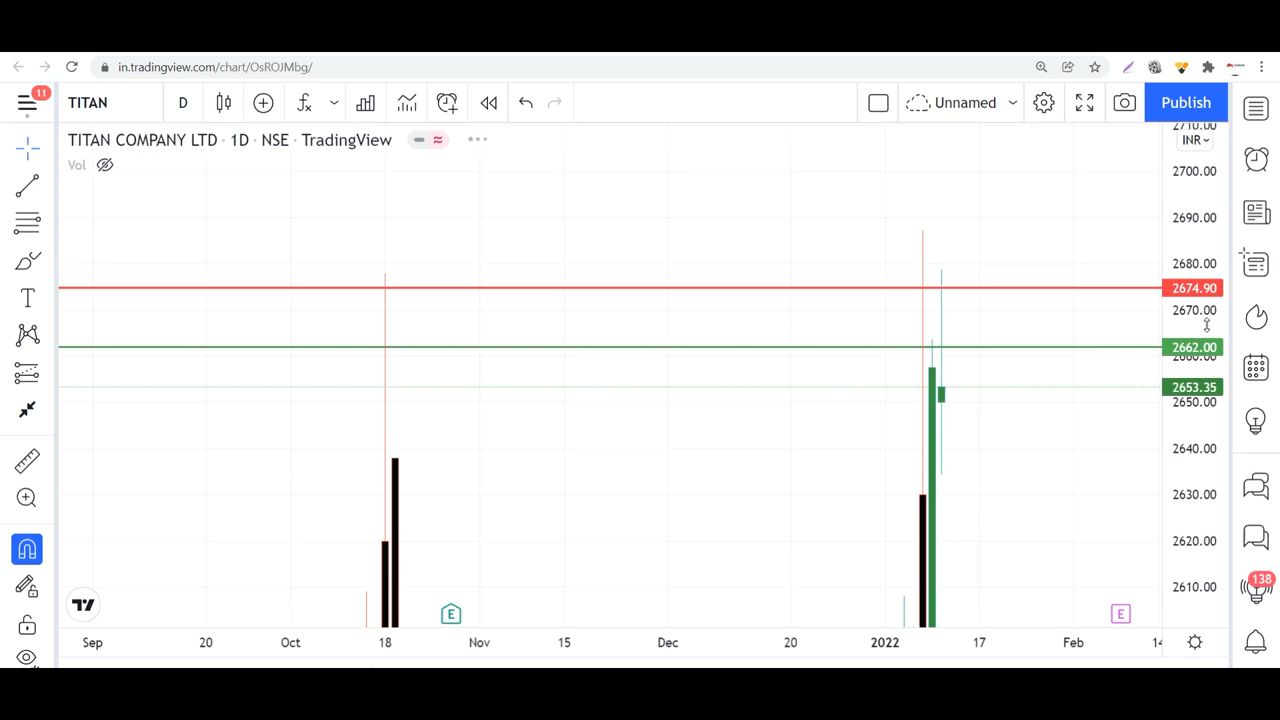 in.tradingview.com/chart/OsROJMbg/
11
TITAN D Unnamed Publish
TITAN COMPANY LTD · 1D · NSE · TradingView
Vol
2710.00
INR
2700.00
2690.00
2680.00
2674.90
2670.00
2662.00
2660.00
2653.35
2650.00
2640.00
2630.00
2620.00
2610.00
138
E E
Sep 20 Oct 18 Nov 15 Dec 20 2022 17 Feb 14